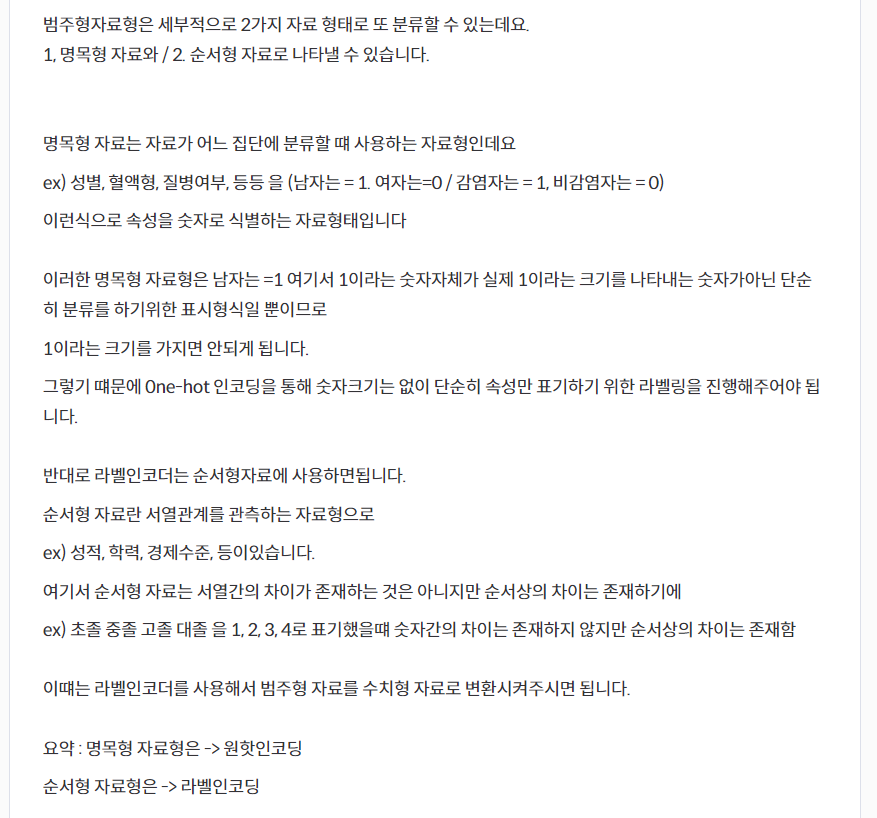 범주형자료형은 세부적으로 2가지 자료 형태로 또 분류할 수 있는데요.
1, 명목형 자료와 / 2. 순서형 자료로 나타낼 수 있습니다.
명목형 자료는 자료가 어느 집단에 분류할 떄 사용하는 자료형인데요
ex) 성별, 혈액형, 질병여부, 등등 을 (남자는 = 1. 여자는=0 / 감염자는 = 1, 비감염자는 = 0)
이런식으로 속성을 숫자로 식별하는 자료형태입니다
이러한 명목형 자료형은 남자는 =1 여기서 1이라는 숫자자체가 실제 1이라는 크기를 나타내는 숫자가아닌 단순
히 분류를 하기위한 표시형식일 뿐이므로
1이라는 크기를 가지면 안되게 됩니다.
그렇기 떄문에 One-hot 인코딩을 통해 숫자크기는 없이 단순히 속성만 표기하기 위한 라벨링을 진행해주어야 됩
니다.
반대로 라벨인코더는 순서형자료에 사용하면됩니다.
순서형 자료란 서열관계를 관측하는 자료형으로
ex) 성적, 학력, 경제수준, 등이있습니다.
여기서 순서형 자료는 서열간의 차이가 존재하는 것은 아니지만 순서상의 차이는 존재하기에
ex) 초졸 중졸 고졸 대졸 을 1, 2, 3, 4로 표기했을떄 숫자간의 차이는 존재하지 않지만 순서상의 차이는 존재함
이떄는 라벨인코더를 사용해서 범주형 자료를 수치형 자료로 변환시켜주시면 됩니다.
요약 : 명목형 자료형은 -> 원핫인코딩
순서형 자료형은 -> 라벨인코딩